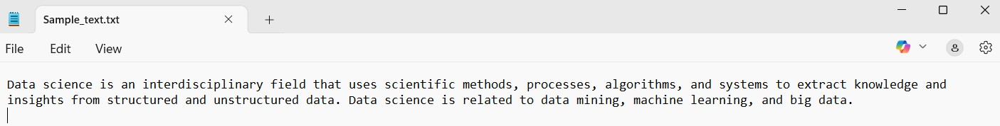 Sample_text.txt
File Edit View
Data science is an interdisciplinary field that uses scientific methods, processes, algorithms, and systems to extract knowledge and
insights from structured and unstructured data. Data science is related to data mining, machine learning, and big data.